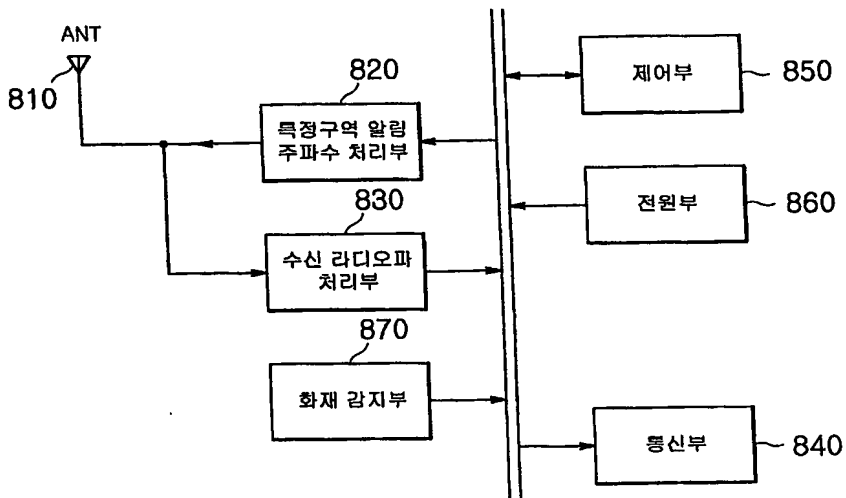 ANT
810
820
특정구역 알림
주파수 처리부
830
수신 라디오파
처리부
870
화재 감지부
제어부
850
전원부
860
통신부
840